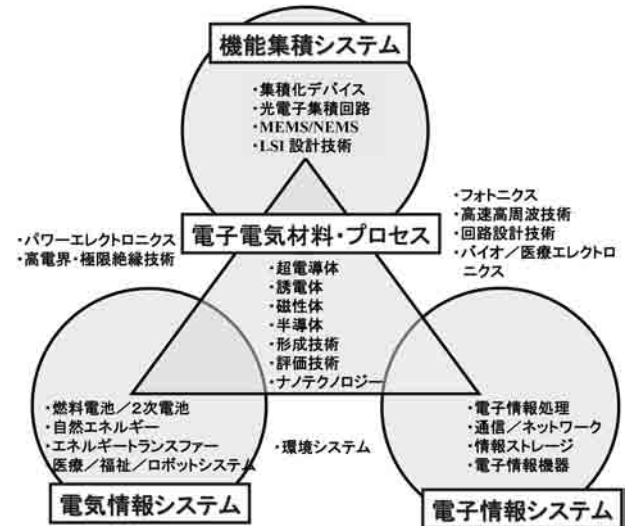 機能集積システム
・集積化デバイス
・光電子集積回路
・MEMS/NEMS
・LSI 設計技術
・フォトニクス
・高速高周波技術
・回路設計技術
・バイオ／医療エレクトロ
ニクス
・パワーエレクトロニクス
・高電界・極限絶縁技術
電子電気材料・プロセス
・超電導体
・誘電体
・磁性体
・半導体
・形成技術
・評価技術
・ナノテクノロジー
・燃料電池／2次電池
・自然エネルギー
・エネルギートランスファー
医療／福祉／ロボットシステム
・環境システム
・電子情報処理
・通信／ネットワーク
・情報ストレージ
・電子情報機器
電気情報システム
電子情報システム